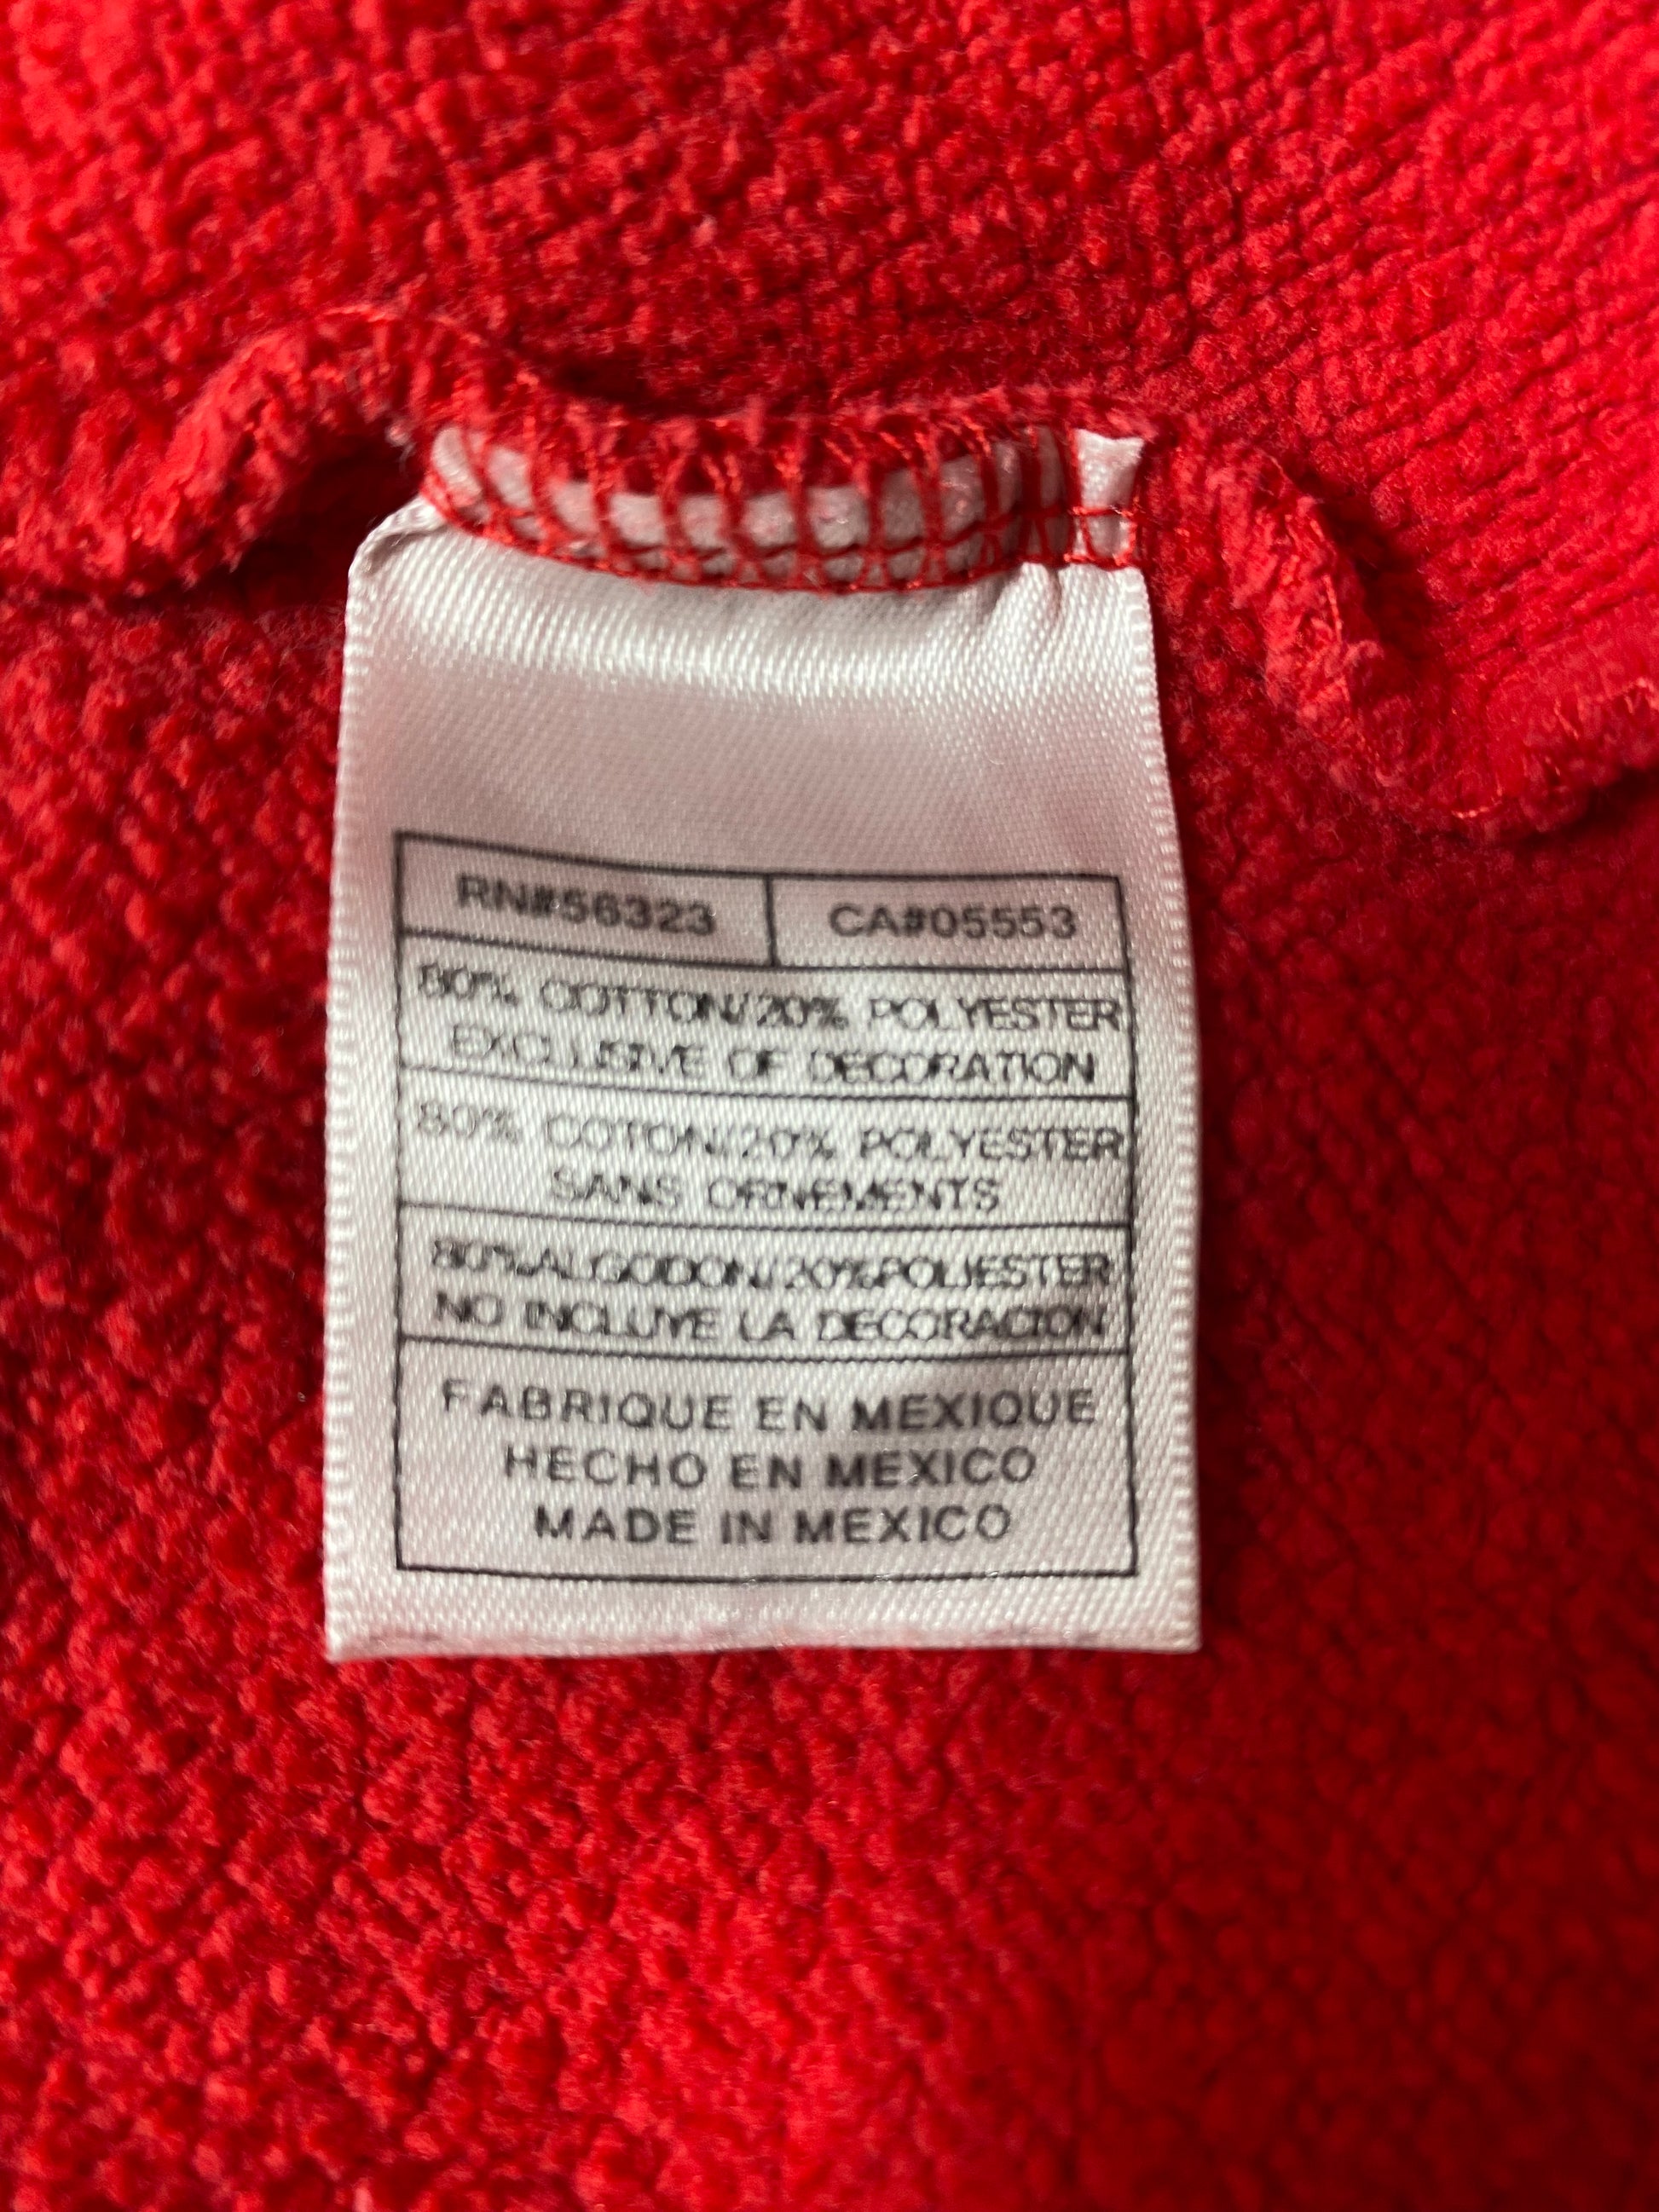 RN#56323 CA#05553
80% COTTON/20% POLYESTER
EXCLUSIVE OF DECORATION
80% COTON/20% POLYESTER
SANS ORNEMENTS
80%ALGODON/20%POLIESTER
NO INCLUYE LA DECORACION
FABRIQUE EN MEXIQUE
HECHO EN MEXICO
MADE IN MEXICO